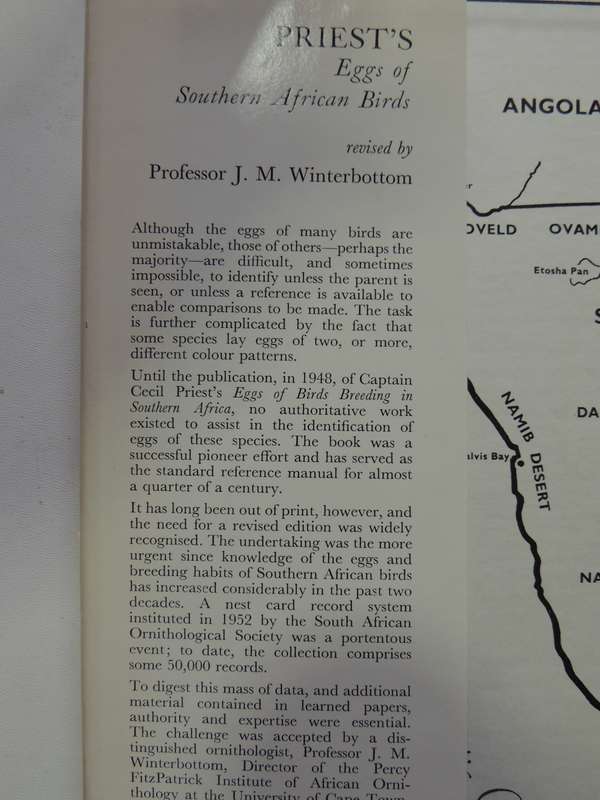 PRIEST'S
Eggs of
Southern African Birds
revised by
Professor J. M. Winterbottom
Although the eggs of many birds are
unmistakable, those of others—perhaps the
majority—are difficult, and sometimes
impossible, to identify unless the parent is
seen, or unless a reference is available to
enable comparisons to be made. The task
is further complicated by the fact that
some species lay eggs of two, or more,
different colour patterns.
Until the publication, in 1948, of Captain
Cecil Priest's Eggs of Birds Breeding in
Southern Africa, no authoritative work
existed to assist in the identification of
eggs of these species. The book was a
successful pioneer effort and has served as
the standard reference manual for almost
a quarter of a century.
It has long been out of print, however, and
the need for a revised edition was widely
recognised. The undertaking was the more
urgent since knowledge of the eggs and
breeding habits of Southern African birds
has increased considerably in the past two
decades. A nest card record system
instituted in 1952 by the South African
Ornithological Society was a portentous
event; to date, the collection comprises
some 50,000 records.
To digest this mass of data, and additional
material contained in learned papers,
authority and expertise were essential.
The challenge was accepted by a dis-
tinguished ornithologist, Professor J. M.
Winterbottom, Director of the Percy
FitzPatrick Institute of African Orni-
thology at the University of Cape Town.
ANGOLA
OVELD OVAM
Etosha Pan
S
DA
NAMIB DESERT
alvis Bay
NA